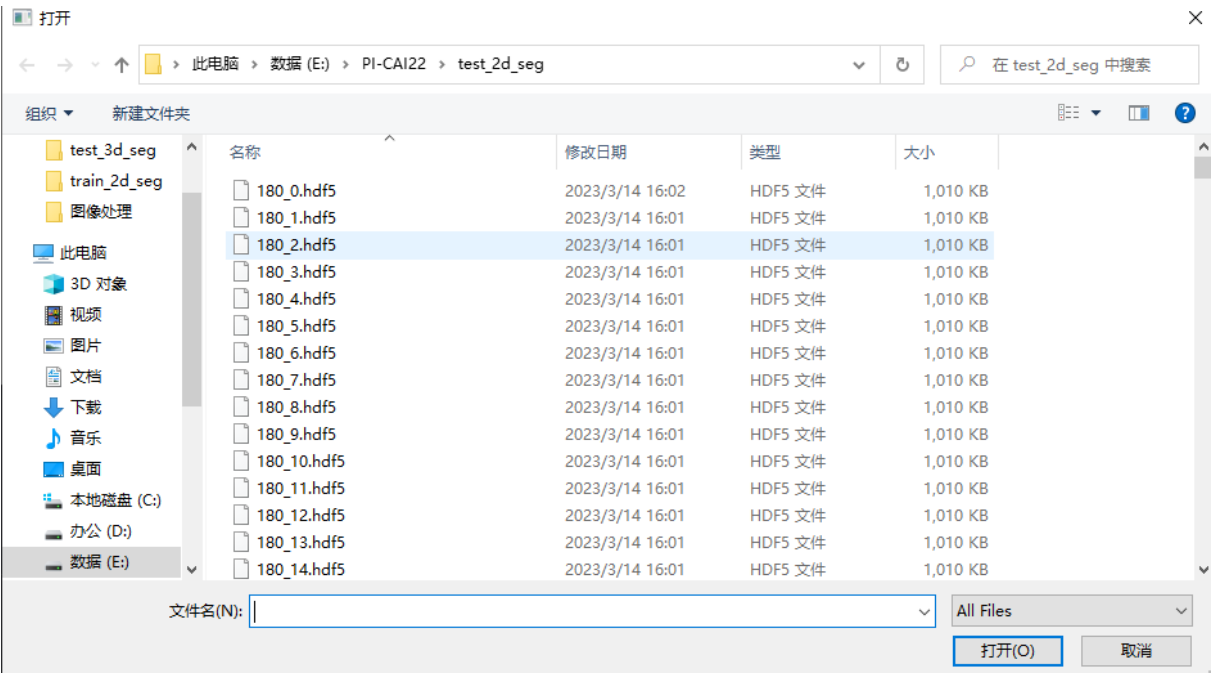 打开
此电脑 › 数据 (E:) › PI-CAI22 › test_2d_seg
在 test_2d_seg 中搜索
组织 新建文件夹
test_3d_seg
train_2d_seg
图像处理
此电脑
3D 对象
视频
图片
文档
下载
音乐
桌面
本地磁盘 (C:)
办公 (D:)
数据 (E:)
名称 修改日期 类型 大小
180_0.hdf5 2023/3/14 16:02 HDF5 文件 1,010 KB
180_1.hdf5 2023/3/14 16:01 HDF5 文件 1,010 KB
180_2.hdf5 2023/3/14 16:01 HDF5 文件 1,010 KB
180_3.hdf5 2023/3/14 16:01 HDF5 文件 1,010 KB
180_4.hdf5 2023/3/14 16:01 HDF5 文件 1,010 KB
180_5.hdf5 2023/3/14 16:01 HDF5 文件 1,010 KB
180_6.hdf5 2023/3/14 16:01 HDF5 文件 1,010 KB
180_7.hdf5 2023/3/14 16:01 HDF5 文件 1,010 KB
180_8.hdf5 2023/3/14 16:01 HDF5 文件 1,010 KB
180_9.hdf5 2023/3/14 16:01 HDF5 文件 1,010 KB
180_10.hdf5 2023/3/14 16:01 HDF5 文件 1,010 KB
180_11.hdf5 2023/3/14 16:01 HDF5 文件 1,010 KB
180_12.hdf5 2023/3/14 16:01 HDF5 文件 1,010 KB
180_13.hdf5 2023/3/14 16:01 HDF5 文件 1,010 KB
180_14.hdf5 2023/3/14 16:01 HDF5 文件 1,010 KB
文件名(N): All Files
打开(O) 取消